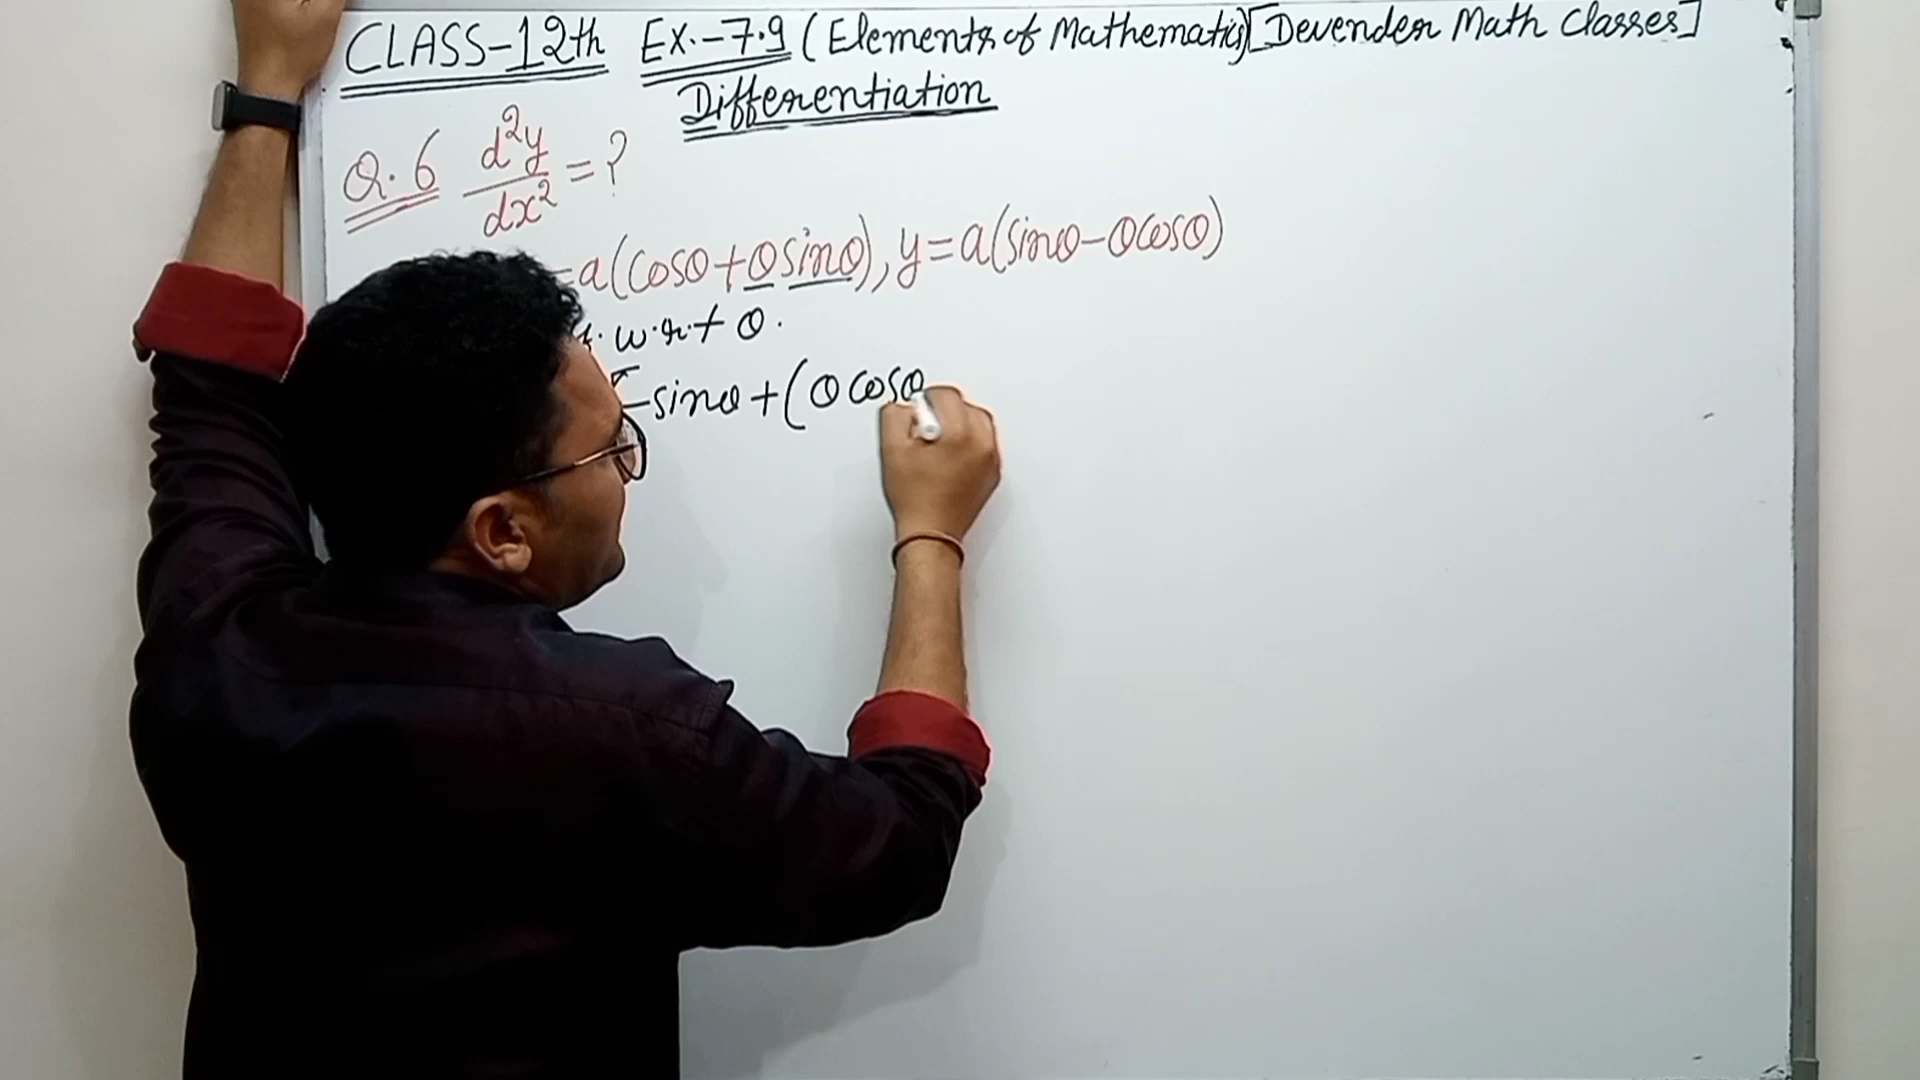 CLASS-12th Ex.-7.9 (Elements of Mathematics) [Devender Math Classes]
Differentiation
Q.6 d²y/dx² = ?
=a(cosθ+θsinθ), y=a(sinθ-θcosθ)
w.r.t θ.
[-sinθ+(θcosθ